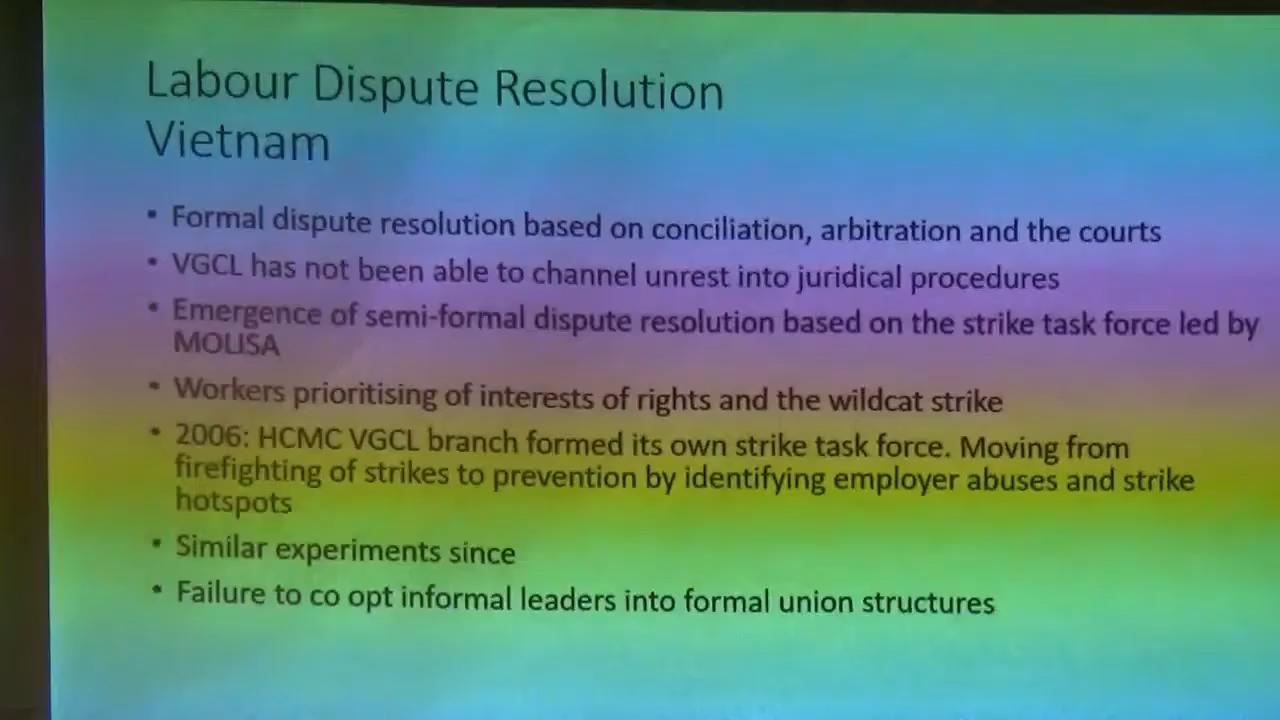 Labour Dispute Resolution
Vietnam
• Formal dispute resolution based on conciliation, arbitration and the courts
• VGCL has not been able to channel unrest into juridical procedures
• Emergence of semi-formal dispute resolution based on the strike task force led by
MOLISA
• Workers prioritising of interests of rights and the wildcat strike
• 2006: HCMC VGCL branch formed its own strike task force. Moving from
firefighting of strikes to prevention by identifying employer abuses and strike
hotspots
• Similar experiments since
• Failure to co opt informal leaders into formal union structures